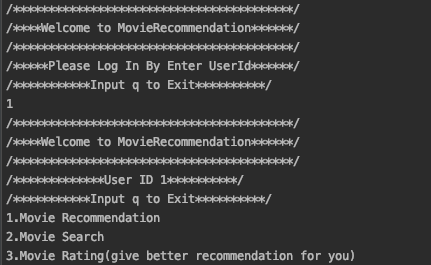 /****************************************/
/****Welcome to MovieRecommendation******/
/****************************************/
/*****Please Log In By Enter UserId******/
/***********Input q to Exit**********/
1
/****************************************/
/****Welcome to MovieRecommendation******/
/****************************************/
/*************User ID 1**********/
/***********Input q to Exit**********/
1.Movie Recommendation
2.Movie Search
3.Movie Rating(give better recommendation for you)